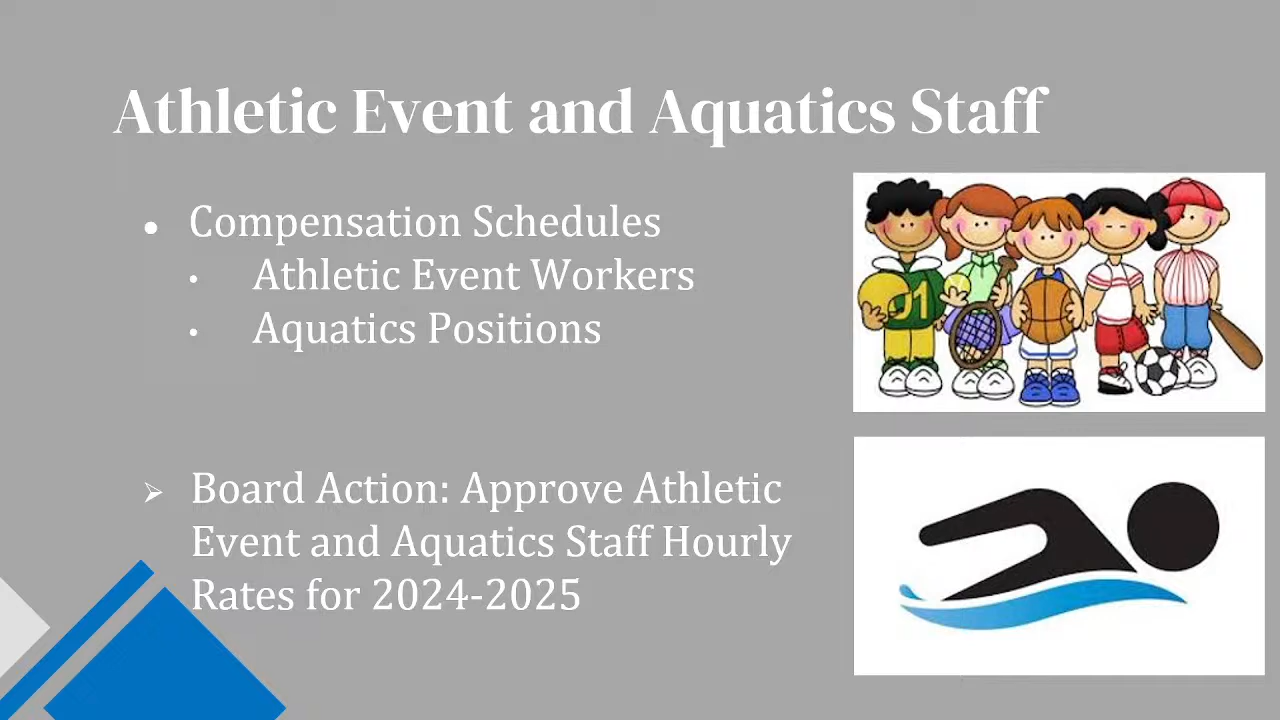 Athletic Event and Aquatics Staff
● Compensation Schedules
• Athletic Event Workers
• Aquatics Positions
➢ Board Action: Approve Athletic
Event and Aquatics Staff Hourly
Rates for 2024-2025
01